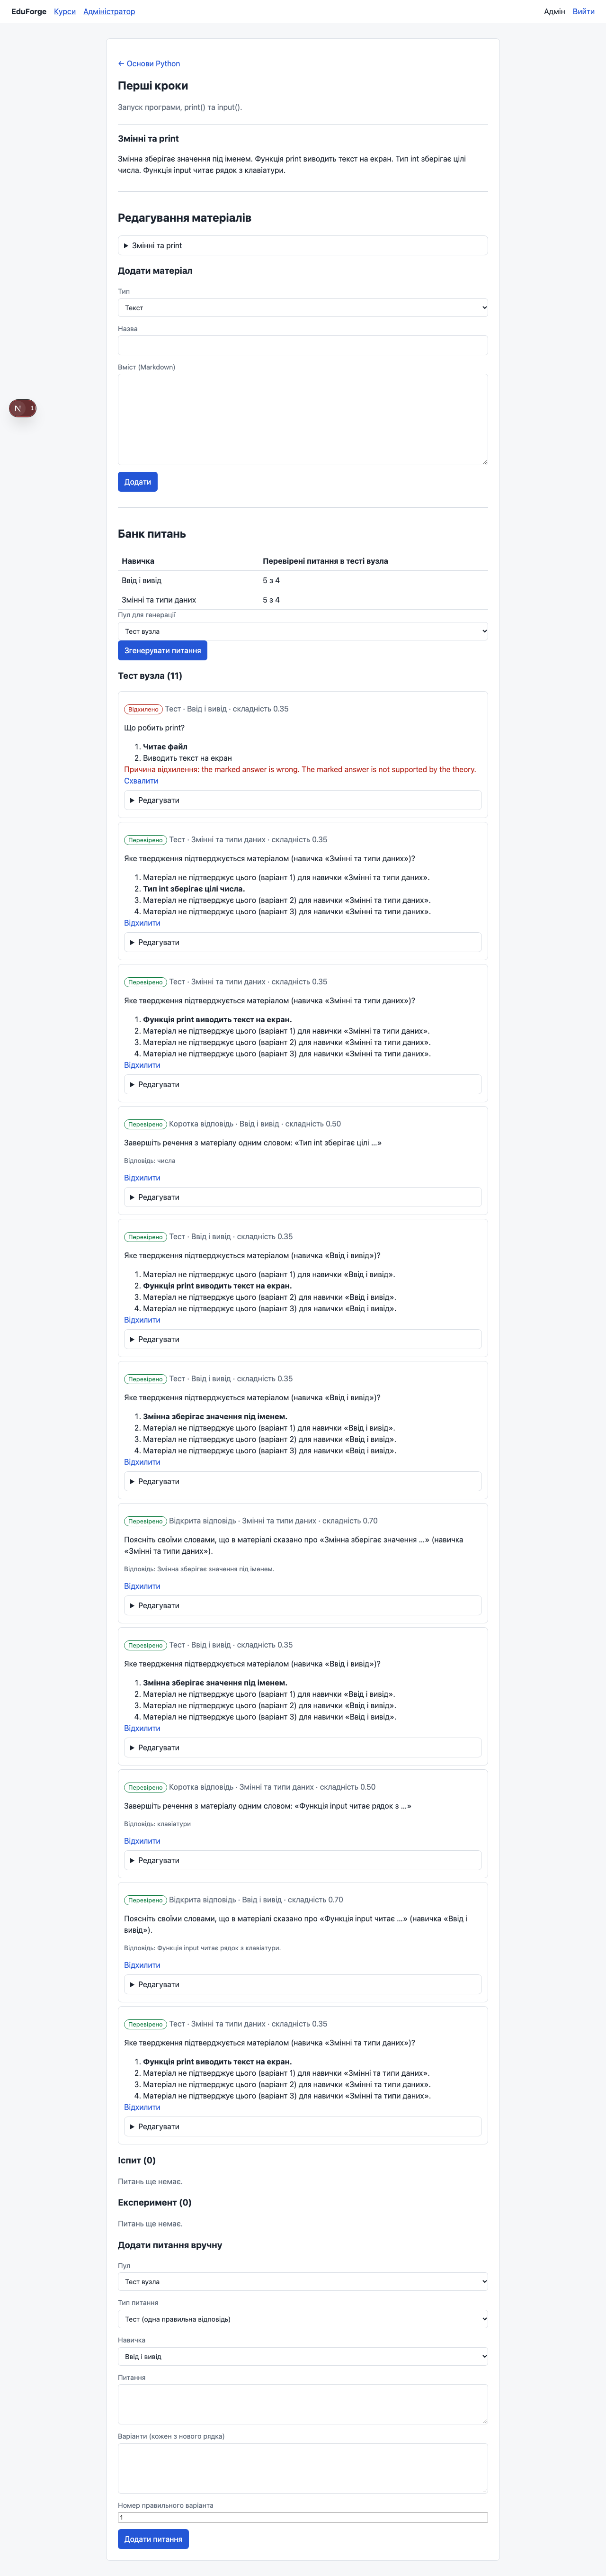 EduForge Курси Адміністратор Адмін Вийти
← Основи Python
Перші кроки
Запуск програми, print() та input().
Змінні та print
Змінна зберігає значення під іменем. Функція print виводить текст на екран. Тип int зберігає цілі
числа. Функція input читає рядок з клавіатури.
Редагування матеріалів
▶ Змінні та print
Додати матеріал
Тип
Текст
Назва
Вміст (Markdown)
N 1
Додати
Банк питань
Навичка Перевірені питання в тесті вузла
Ввід і вивід 5 з 4
Змінні та типи даних 5 з 4
Пул для генерації
Тест вузла
Згенерувати питання
Тест вузла (11)
Відхилено Тест · Ввід і вивід · складність 0.35
Що робить print?
1. Читає файл
2. Виводить текст на екран
Причина відхилення: the marked answer is wrong. The marked answer is not supported by the theory.
Схвалити
▶ Редагувати
Перевірено Тест · Змінні та типи даних · складність 0.35
Яке твердження підтверджується матеріалом (навичка «Змінні та типи даних»)?
1. Матеріал не підтверджує цього (варіант 1) для навички «Змінні та типи даних».
2. Тип int зберігає цілі числа.
3. Матеріал не підтверджує цього (варіант 2) для навички «Змінні та типи даних».
4. Матеріал не підтверджує цього (варіант 3) для навички «Змінні та типи даних».
Відхилити
▶ Редагувати
Перевірено Тест · Змінні та типи даних · складність 0.35
Яке твердження підтверджується матеріалом (навичка «Змінні та типи даних»)?
1. Функція print виводить текст на екран.
2. Матеріал не підтверджує цього (варіант 1) для навички «Змінні та типи даних».
3. Матеріал не підтверджує цього (варіант 2) для навички «Змінні та типи даних».
4. Матеріал не підтверджує цього (варіант 3) для навички «Змінні та типи даних».
Відхилити
▶ Редагувати
Перевірено Коротка відповідь · Ввід і вивід · складність 0.50
Завершіть речення з матеріалу одним словом: «Тип int зберігає цілі ...»
Відповідь: числа
Відхилити
▶ Редагувати
Перевірено Тест · Ввід і вивід · складність 0.35
Яке твердження підтверджується матеріалом (навичка «Ввід і вивід»)?
1. Матеріал не підтверджує цього (варіант 1) для навички «Ввід і вивід».
2. Функція print виводить текст на екран.
3. Матеріал не підтверджує цього (варіант 2) для навички «Ввід і вивід».
4. Матеріал не підтверджує цього (варіант 3) для навички «Ввід і вивід».
Відхилити
▶ Редагувати
Перевірено Тест · Ввід і вивід · складність 0.35
Яке твердження підтверджується матеріалом (навичка «Ввід і вивід»)?
1. Змінна зберігає значення під іменем.
2. Матеріал не підтверджує цього (варіант 1) для навички «Ввід і вивід».
3. Матеріал не підтверджує цього (варіант 2) для навички «Ввід і вивід».
4. Матеріал не підтверджує цього (варіант 3) для навички «Ввід і вивід».
Відхилити
▶ Редагувати
Перевірено Відкрита відповідь · Змінні та типи даних · складність 0.70
Поясніть своїми словами, що в матеріалі сказано про «Змінна зберігає значення ...» (навичка
«Змінні та типи даних»).
Відповідь: Змінна зберігає значення під іменем.
Відхилити
▶ Редагувати
Перевірено Тест · Ввід і вивід · складність 0.35
Яке твердження підтверджується матеріалом (навичка «Ввід і вивід»)?
1. Змінна зберігає значення під іменем.
2. Матеріал не підтверджує цього (варіант 1) для навички «Ввід і вивід».
3. Матеріал не підтверджує цього (варіант 2) для навички «Ввід і вивід».
4. Матеріал не підтверджує цього (варіант 3) для навички «Ввід і вивід».
Відхилити
▶ Редагувати
Перевірено Коротка відповідь · Змінні та типи даних · складність 0.50
Завершіть речення з матеріалу одним словом: «Функція input читає рядок з ...»
Відповідь: клавіатури
Відхилити
▶ Редагувати
Перевірено Відкрита відповідь · Ввід і вивід · складність 0.70
Поясніть своїми словами, що в матеріалі сказано про «Функція input читає ...» (навичка «Ввід і
вивід»).
Відповідь: Функція input читає рядок з клавіатури.
Відхилити
▶ Редагувати
Перевірено Тест · Змінні та типи даних · складність 0.35
Яке твердження підтверджується матеріалом (навичка «Змінні та типи даних»)?
1. Функція print виводить текст на екран.
2. Матеріал не підтверджує цього (варіант 1) для навички «Змінні та типи даних».
3. Матеріал не підтверджує цього (варіант 2) для навички «Змінні та типи даних».
4. Матеріал не підтверджує цього (варіант 3) для навички «Змінні та типи даних».
Відхилити
▶ Редагувати
Іспит (0)
Питань ще немає.
Експеримент (0)
Питань ще немає.
Додати питання вручну
Пул
Тест вузла
Тип питання
Тест (одна правильна відповідь)
Навичка
Ввід і вивід
Питання
Варіанти (кожен з нового рядка)
Номер правильного варіанта
1
Додати питання